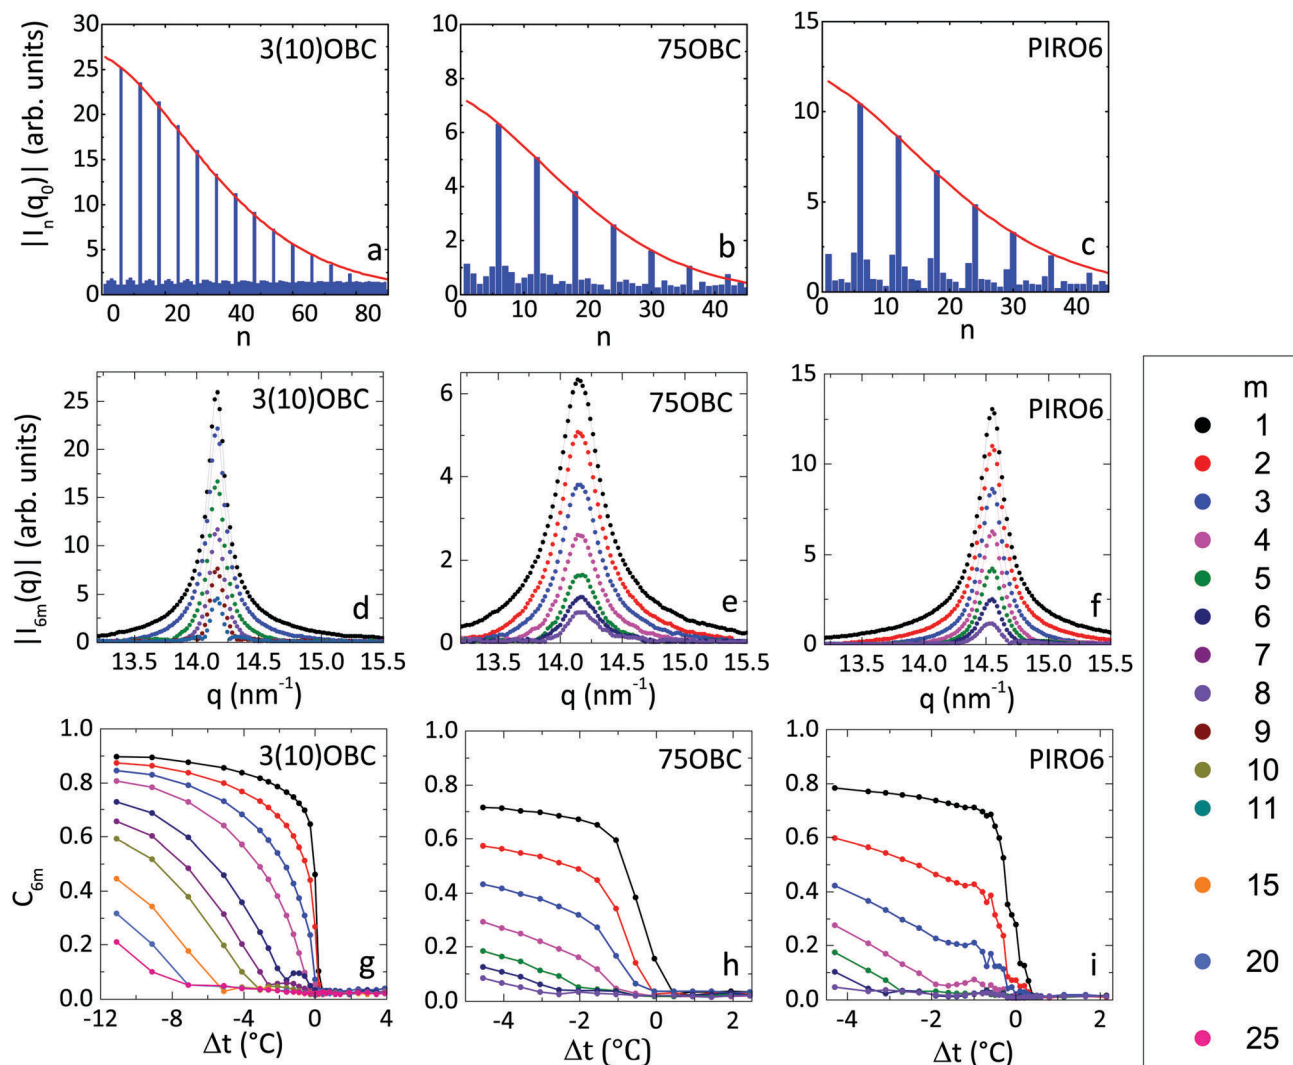 3(10)OBC
30
25
20
15
10
5
0
|I_n(q_0)| (arb. units)
a
0 20 40 60 80
n
75OBC
10
8
6
4
2
0
b
0 10 20 30 40
n
PIRO6
15
10
5
0
c
0 10 20 30 40
n
3(10)OBC
25
20
15
10
5
0
|I_6m(q)| (arb. units)
d
13.5 14.0 14.5 15.0 15.5
q (nm⁻¹)
75OBC
6
4
2
0
e
13.5 14.0 14.5 15.0 15.5
q (nm⁻¹)
PIRO6
15
10
5
0
f
13.5 14.0 14.5 15.0 15.5
q (nm⁻¹)
3(10)OBC
1.0
0.8
0.6
0.4
0.2
0.0
C_6m
g
-12 -8 -4 0 4
Δt (°C)
75OBC
1.0
0.8
0.6
0.4
0.2
0.0
h
-4 -2 0 2
Δt (°C)
PIRO6
1.0
0.8
0.6
0.4
0.2
0.0
i
-4 -2 0 2
Δt (°C)
m
1
2
3
4
5
6
7
8
9
10
11
15
20
25